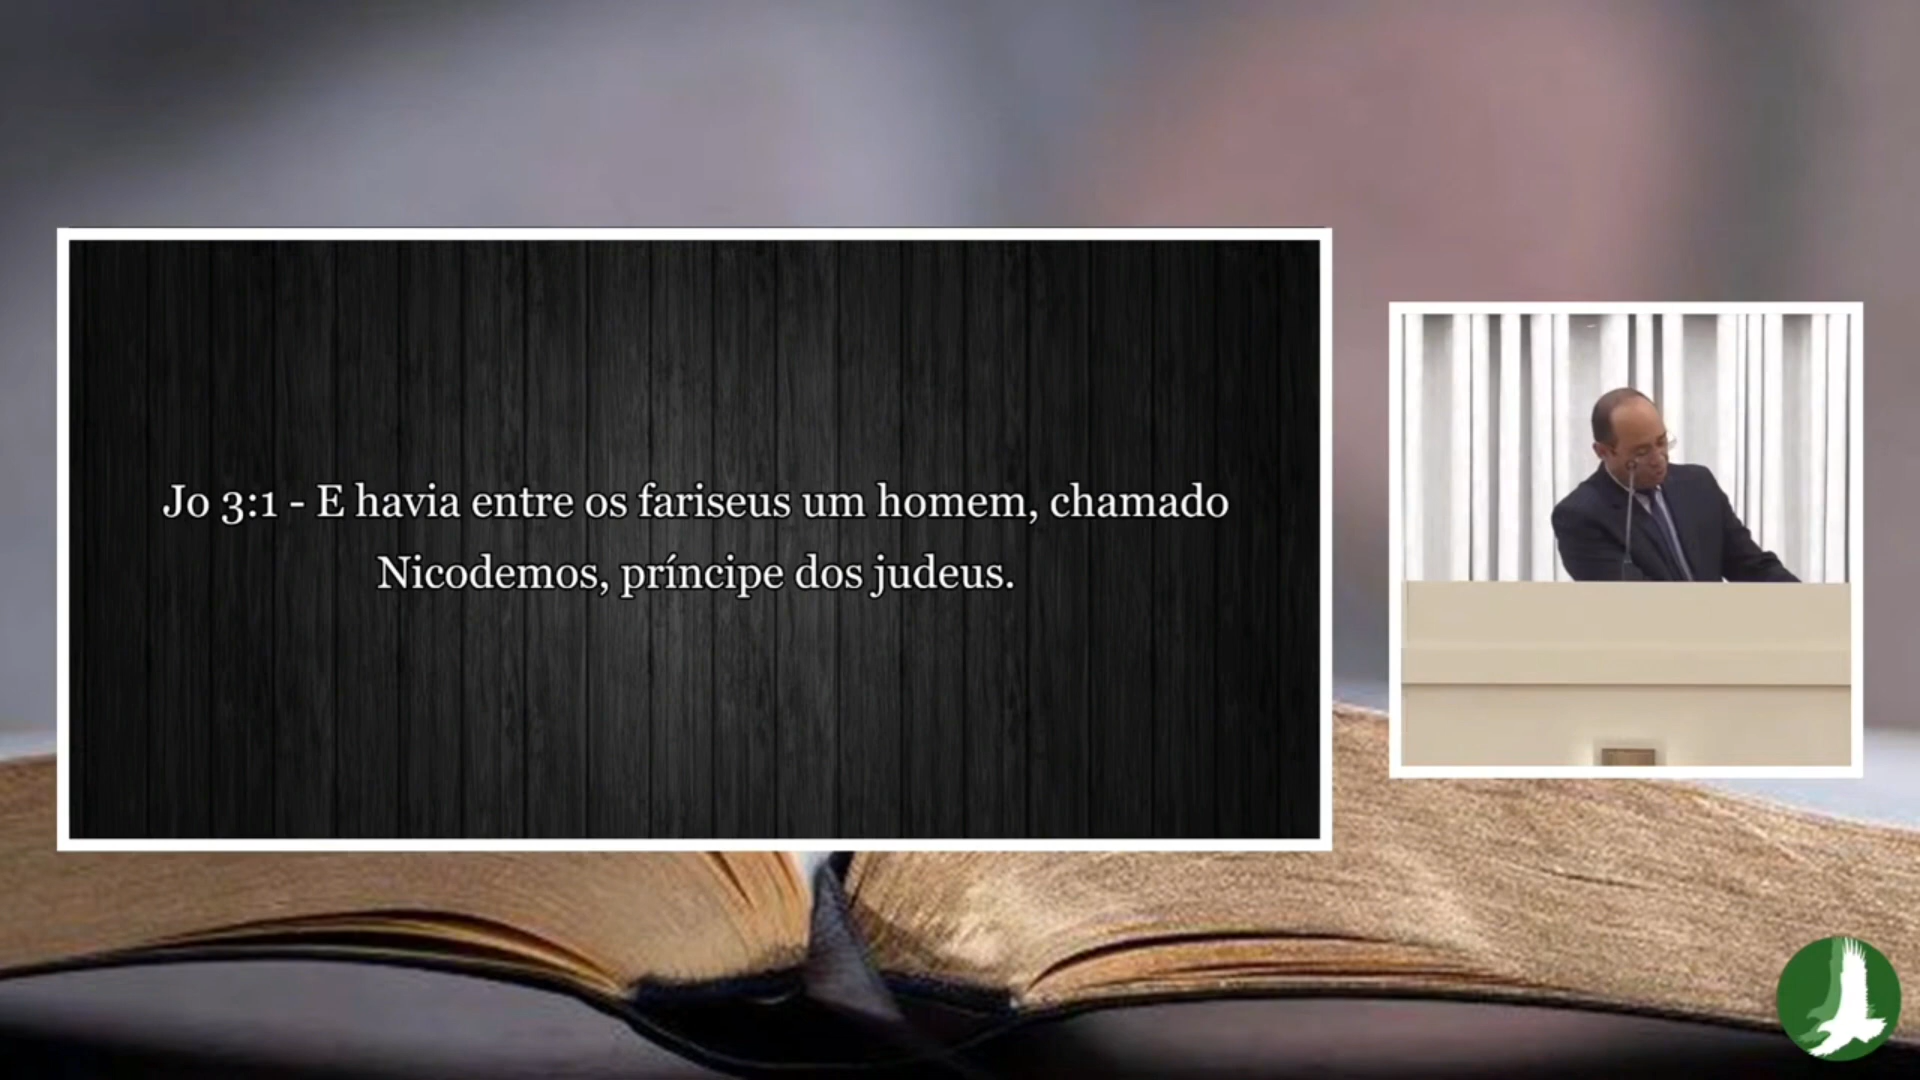 Jo 3:1 - E havia entre os fariseus um homem, chamado
Nicodemos, príncipe dos judeus.